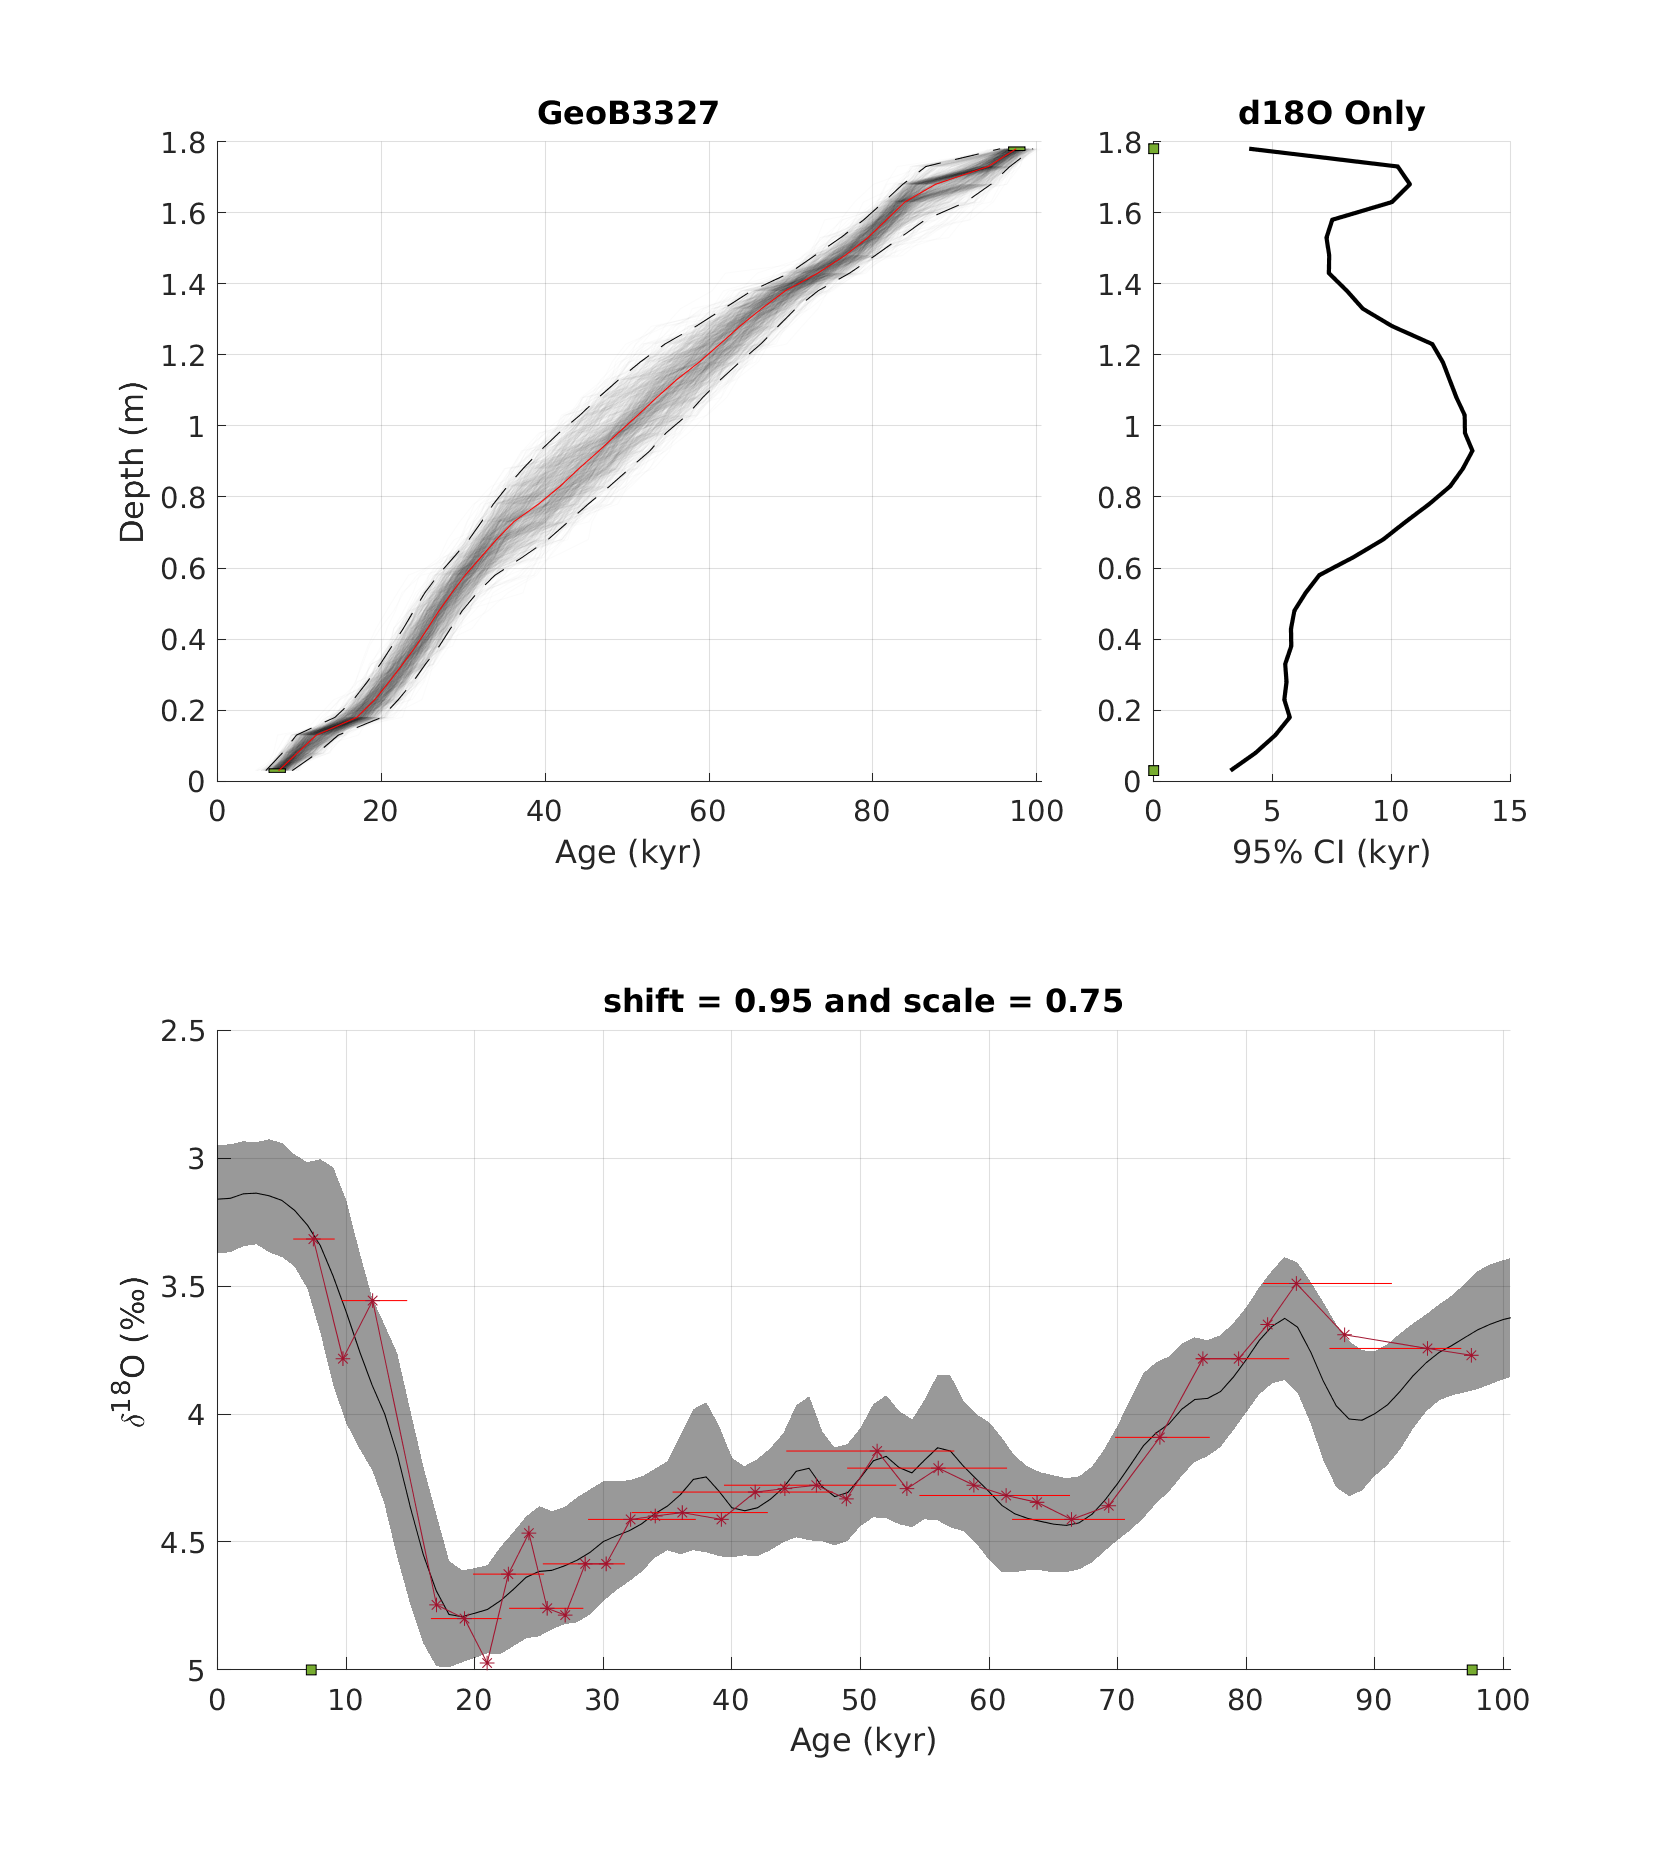 GeoB3327
1.8
1.6
1.4
1.2
1
0.8
0.6
0.4
0.2
0
Depth (m)
0 20 40 60 80 100
Age (kyr)
d18O Only
1.8
1.6
1.4
1.2
1
0.8
0.6
0.4
0.2
0
0 5 10 15
95% CI (kyr)
shift = 0.95 and scale = 0.75
2.5
3
3.5
4
4.5
5
δ¹⁸O (‰)
0 10 20 30 40 50 60 70 80 90 100
Age (kyr)